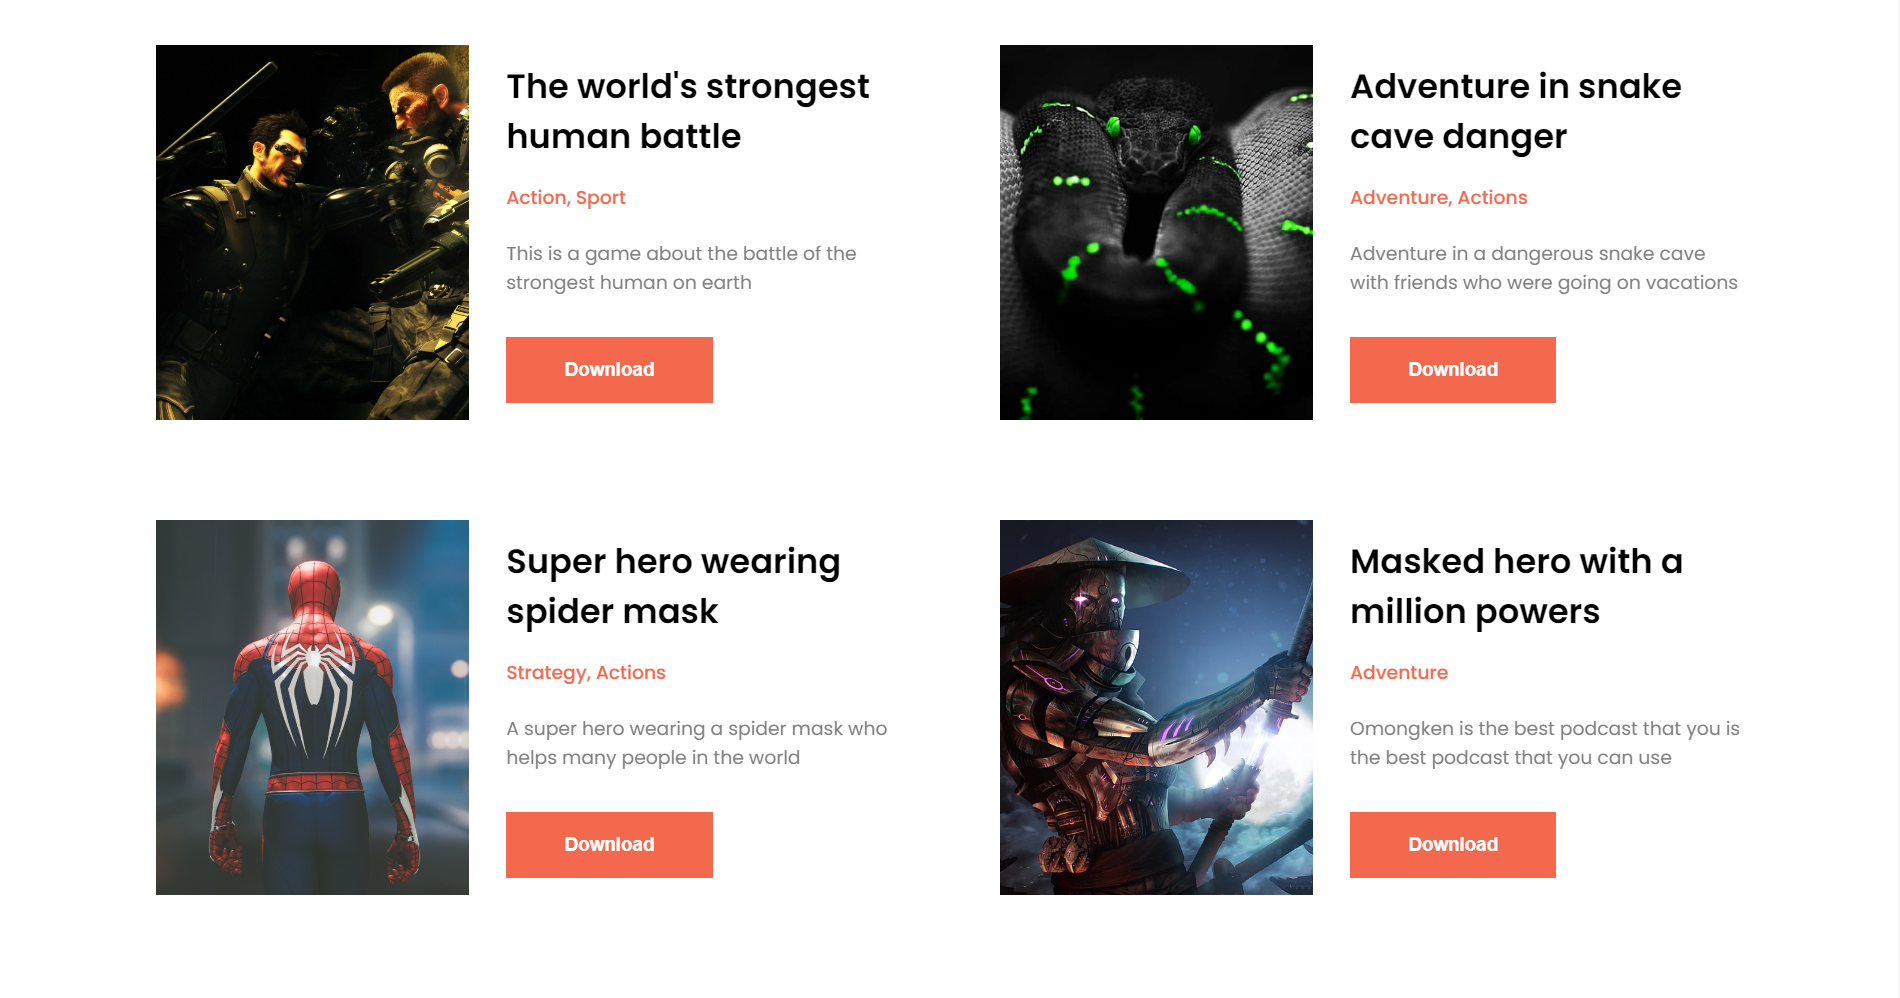 The world's strongest
human battle
Action, Sport
This is a game about the battle of the
strongest human on earth
Download
Adventure in snake
cave danger
Adventure, Actions
Adventure in a dangerous snake cave
with friends who were going on vacations
Download
Super hero wearing
spider mask
Strategy, Actions
A super hero wearing a spider mask who
helps many people in the world
Download
Masked hero with a
million powers
Adventure
Omongken is the best podcast that you is
the best podcast that you can use
Download